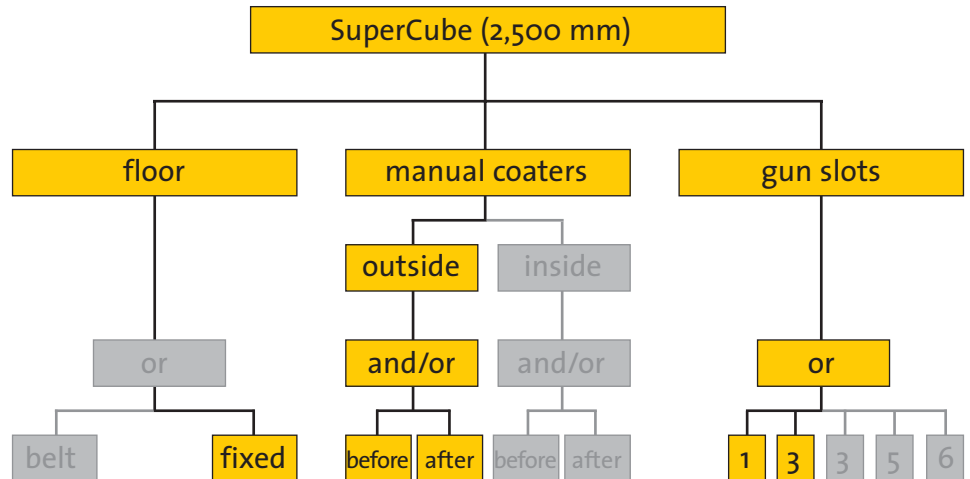 SuperCube (2,500 mm)
floor manual coaters gun slots
outside inside
or and/or and/or or
belt fixed before after before after 1 3 3 5 6